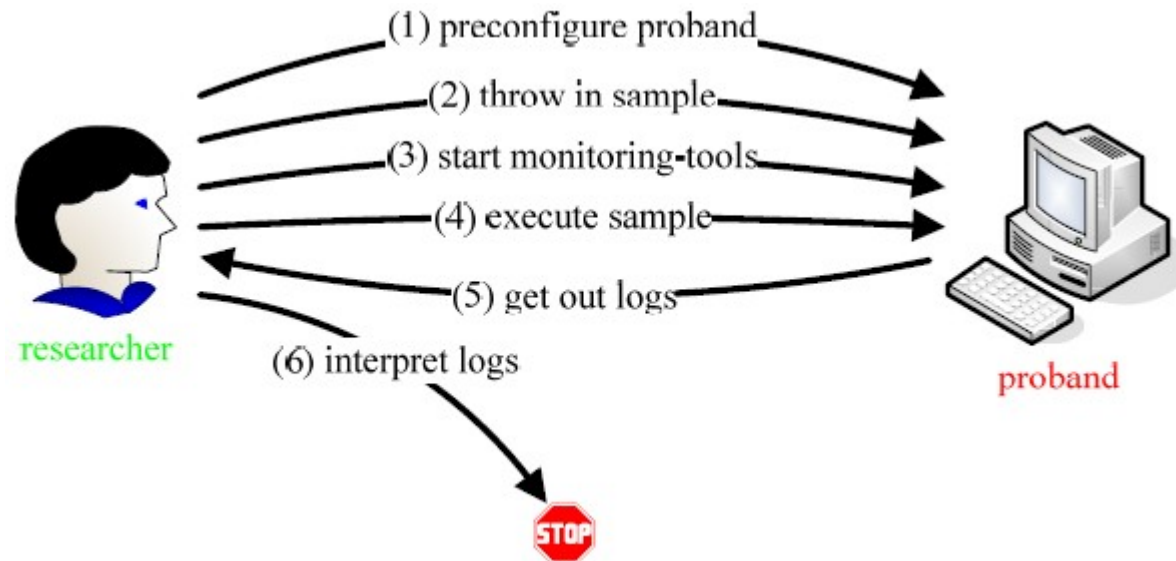 (1) preconfigure proband
(2) throw in sample
(3) start monitoring-tools
(4) execute sample
(5) get out logs
researcher
(6) interpret logs
proband
STOP